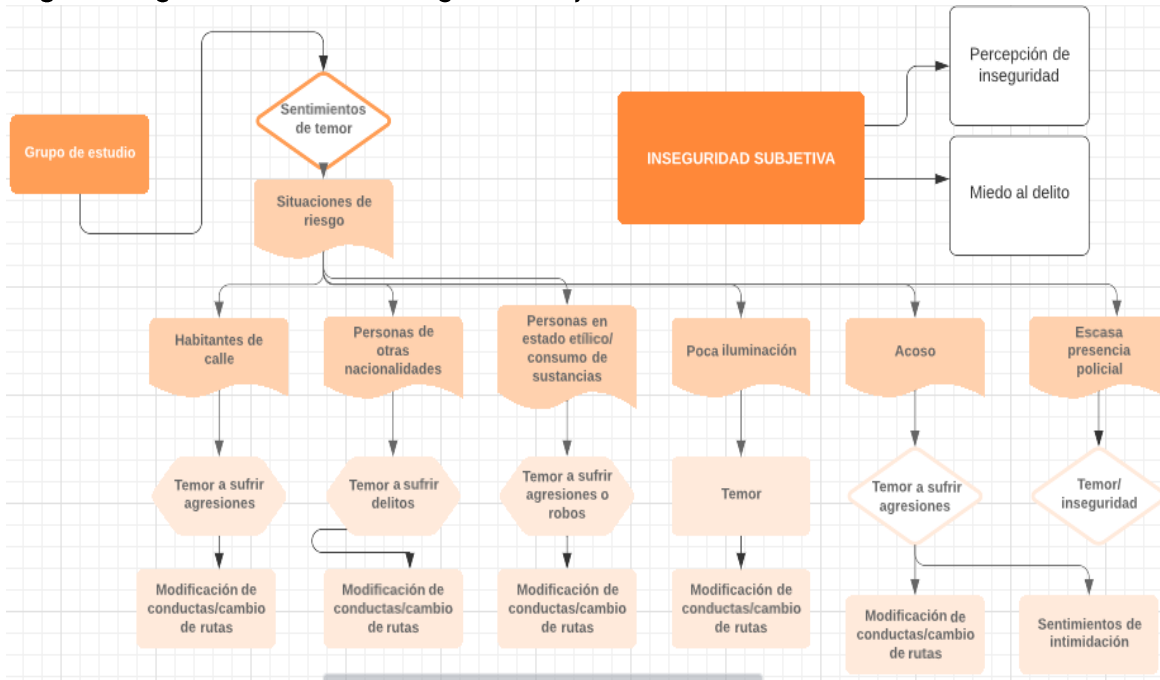 Percepción de
inseguridad
Sentimientos
de temor
Grupo de estudio
INSEGURIDAD SUBJETIVA
Miedo al delito
Situaciones de
riesgo
Habitantes de
calle
Personas de
otras
nacionalidades
Personas en
estado etílico/
consumo de
sustancias
Poca iluminación
Acoso
Escasa
presencia
policial
Temor a sufrir
agresiones
Temor a sufrir
delitos
Temor a sufrir
agresiones o
robos
Temor
Temor a sufrir
agresiones
Temor/
inseguridad
Modificación de
conductas/cambio
de rutas
Modificación de
conductas/cambio
de rutas
Modificación de
conductas/cambio
de rutas
Modificación de
conductas/cambio
de rutas
Modificación de
conductas/cambio
de rutas
Sentimientos de
intimidación